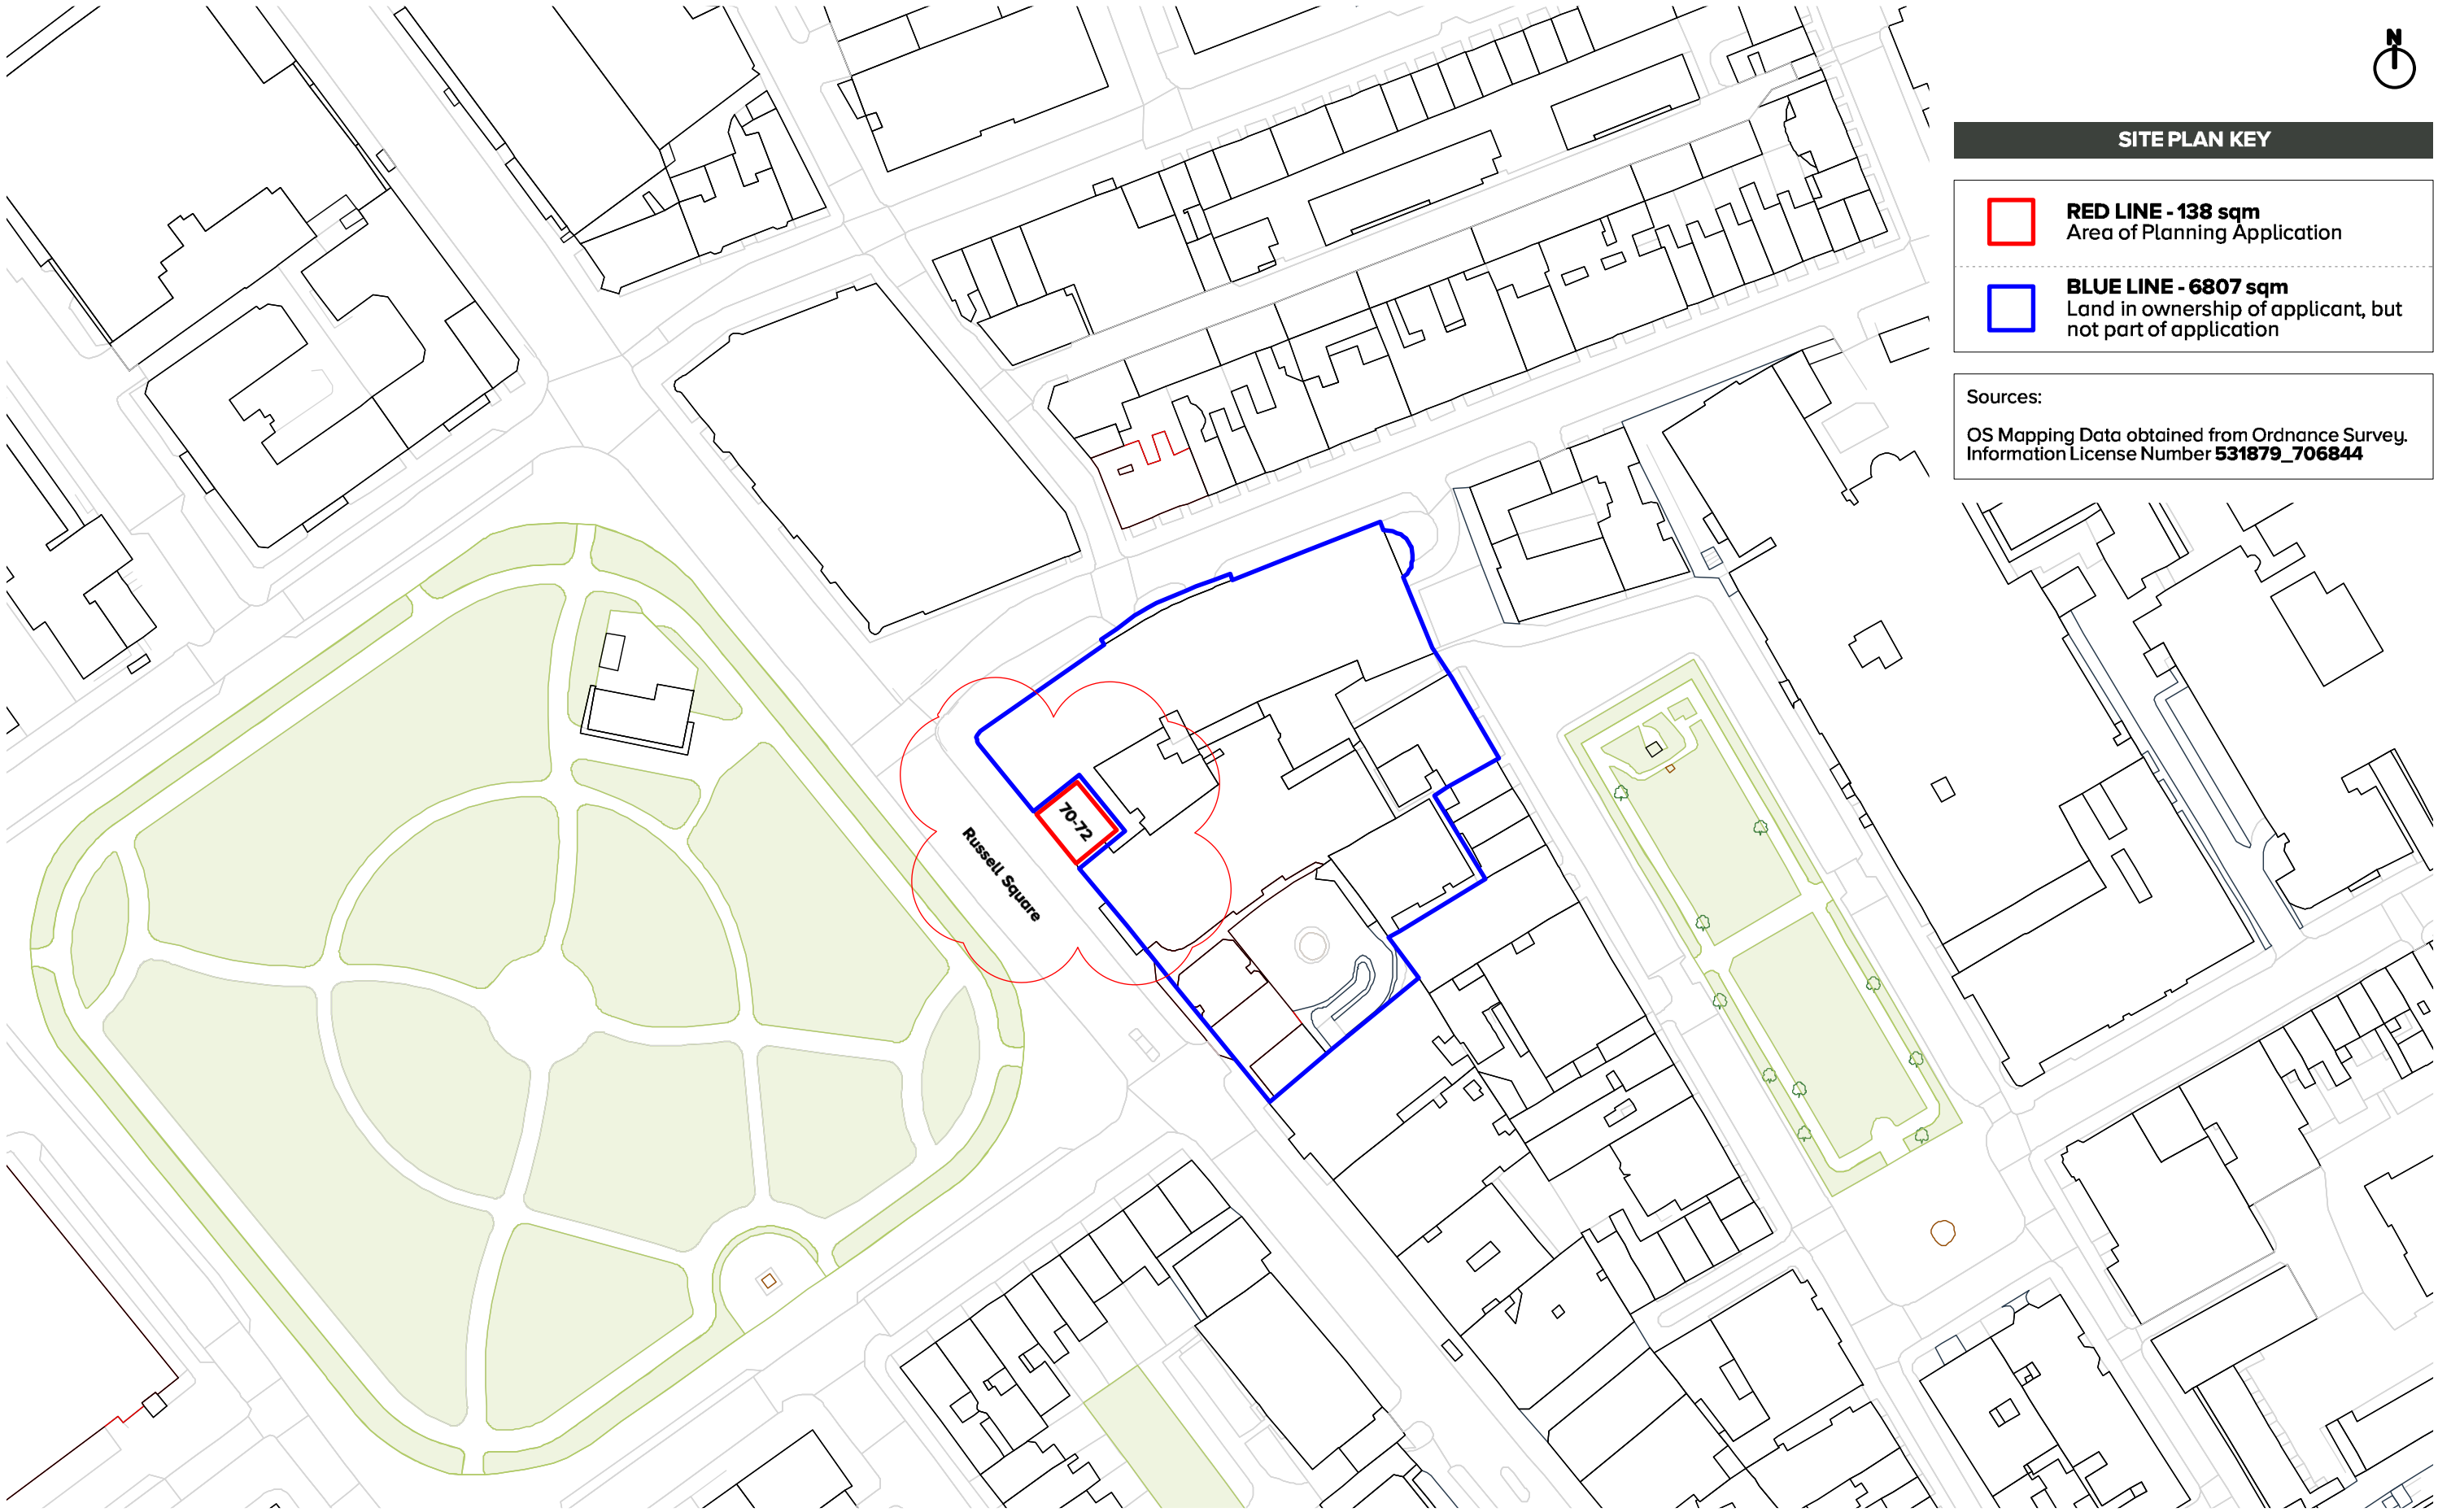 N
SITE PLAN KEY
RED LINE - 138 sqm
Area of Planning Application
BLUE LINE - 6807 sqm
Land in ownership of applicant, but
not part of application
Sources:
OS Mapping Data obtained from Ordnance Survey.
Information License Number 531879_706844
70-72
Russell Square